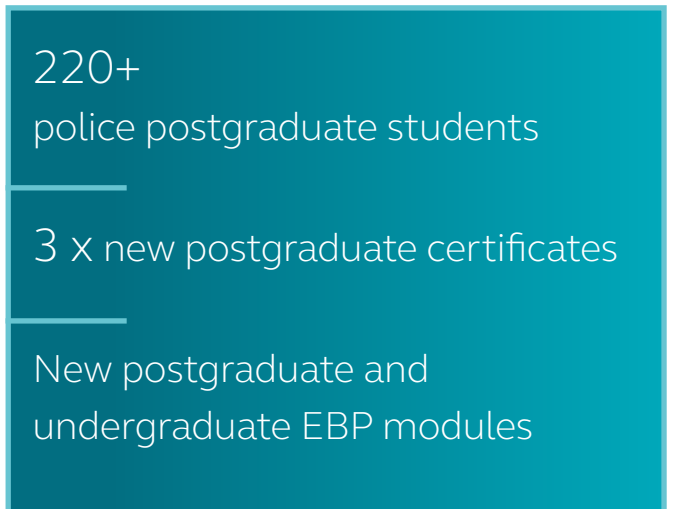 220+
police postgraduate students
3 x new postgraduate certificates
New postgraduate and
undergraduate EBP modules